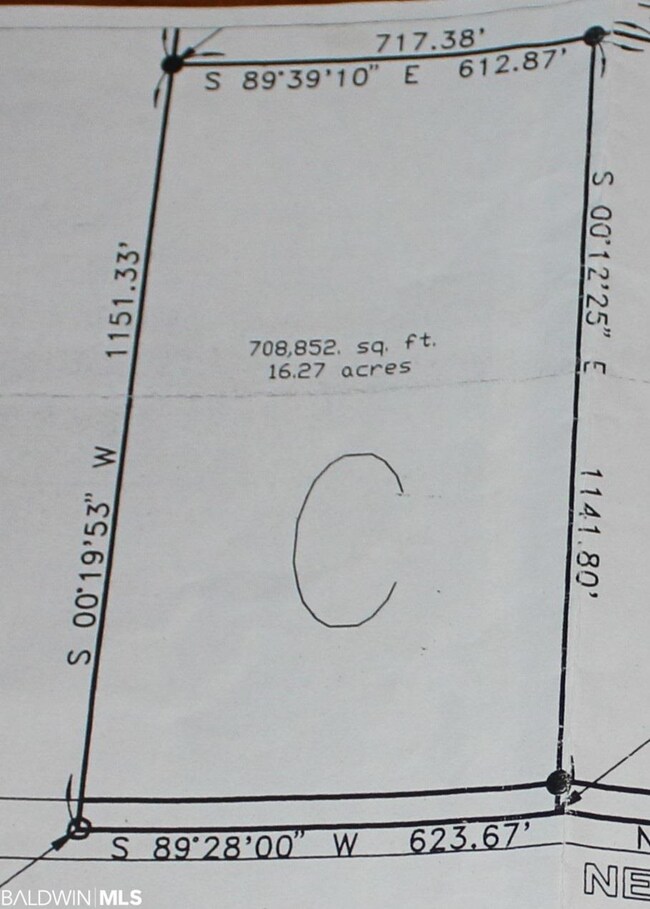 717.38'
S 89°39'10" E 612.87'
S 00°12'25" E 1141.80'
S 00°19'53" W 1151.33'
708,852. sq. ft.
16.27 acres
C
S 89°28'00" W 623.67'
N
NE
BALDWIN|MLS